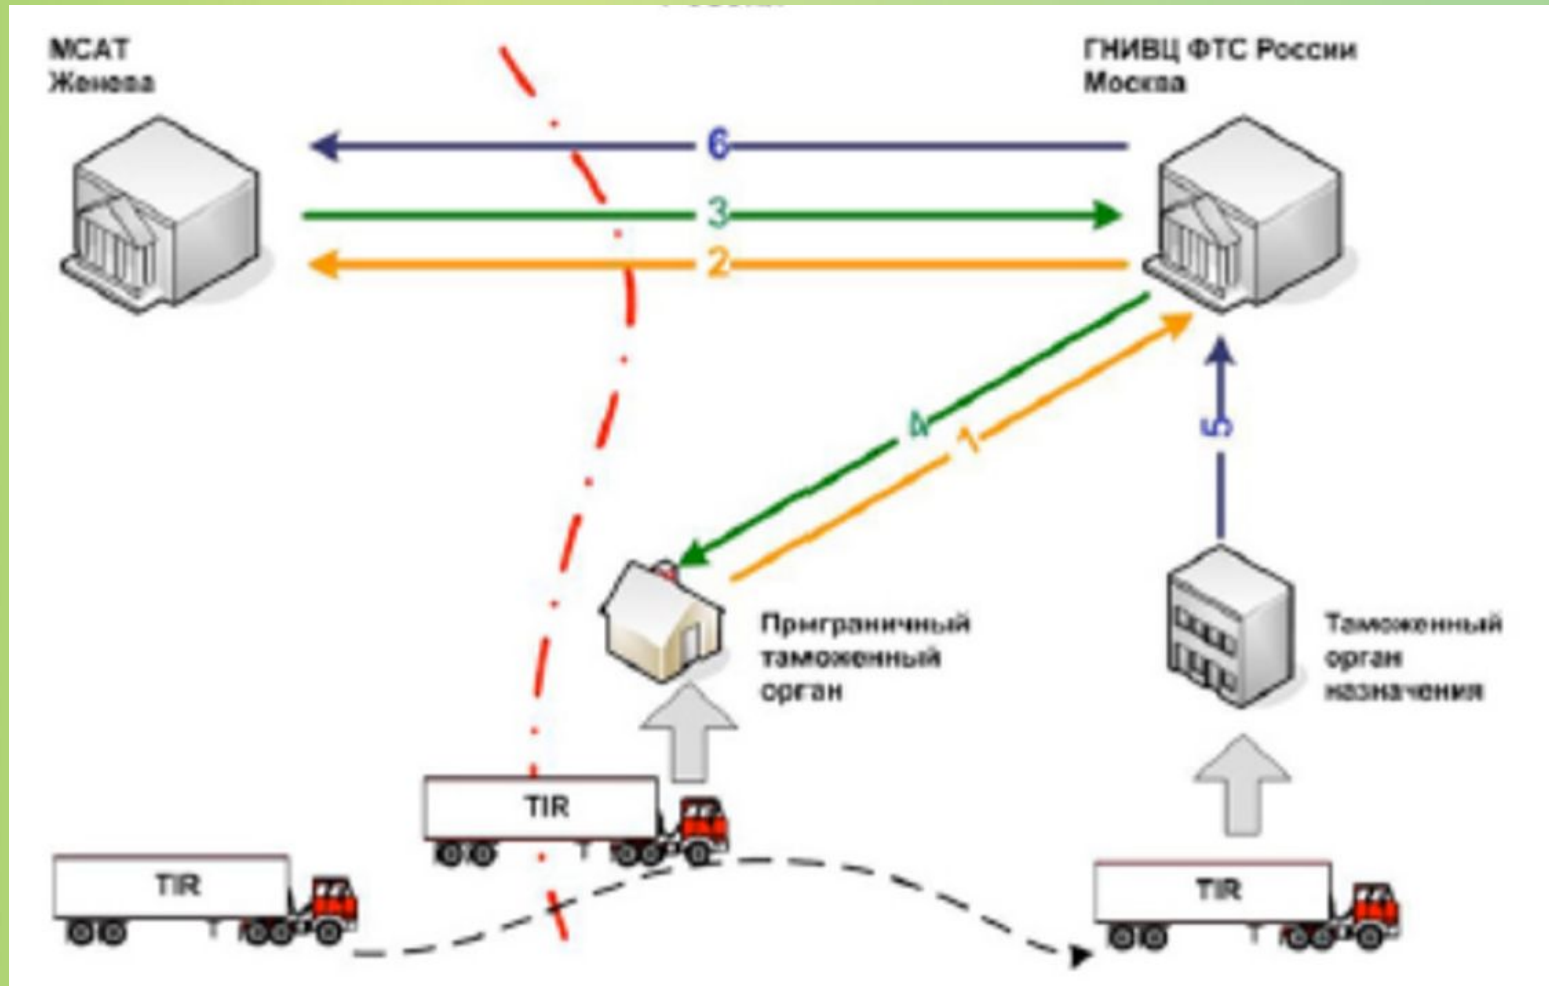 МСАТ
Женева
ГНИВЦ ФТС России
Москва
6
3
2
4
1
5
Приграничный
таможенный
орган
Таможенный
орган
назначения
TIR
TIR
TIR